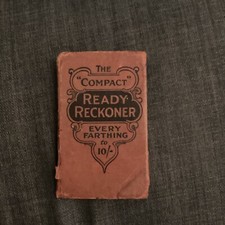 THE
"COMPACT"
READY
RECKONER
EVERY
FARTHING
to
10/-